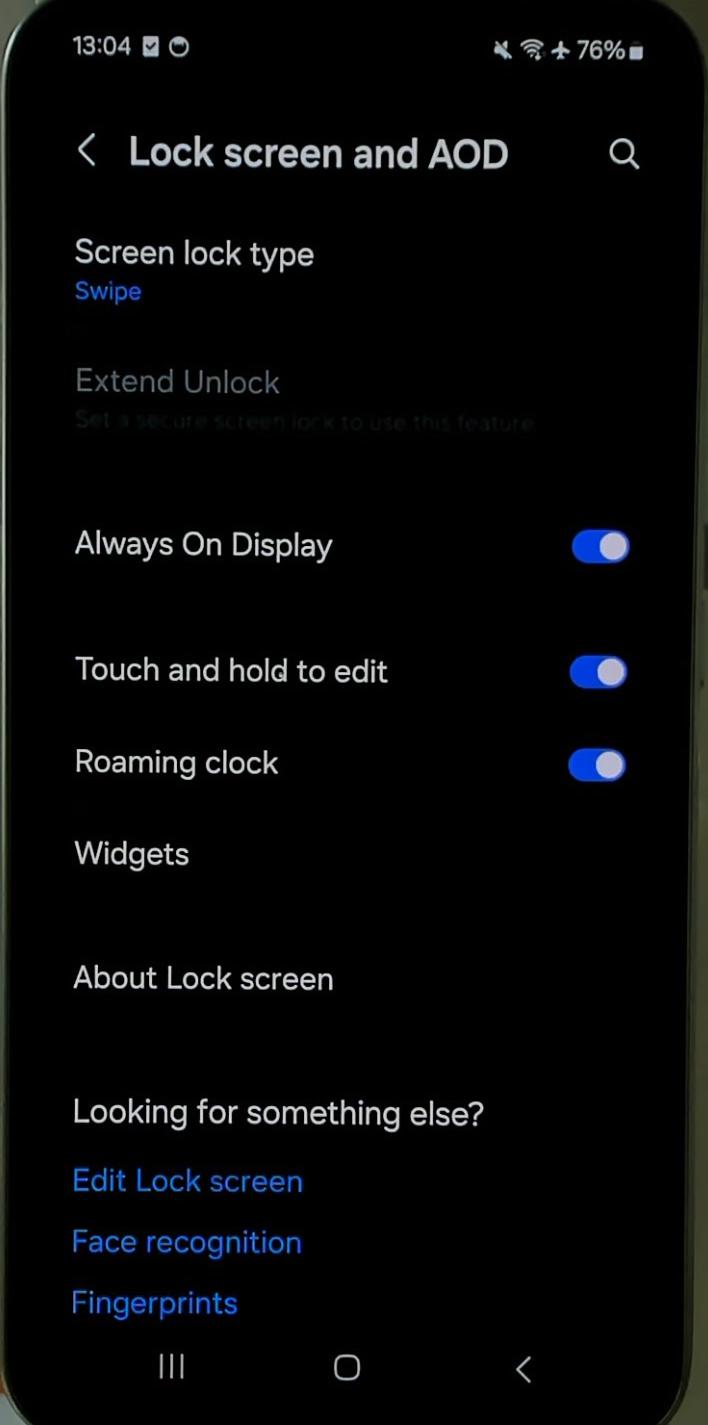 13:04
76%
Lock screen and AOD
Screen lock type
Swipe
Extend Unlock
Set a secure screen lock to use this feature
Always On Display
Touch and hold to edit
Roaming clock
Widgets
About Lock screen
Looking for something else?
Edit Lock screen
Face recognition
Fingerprints